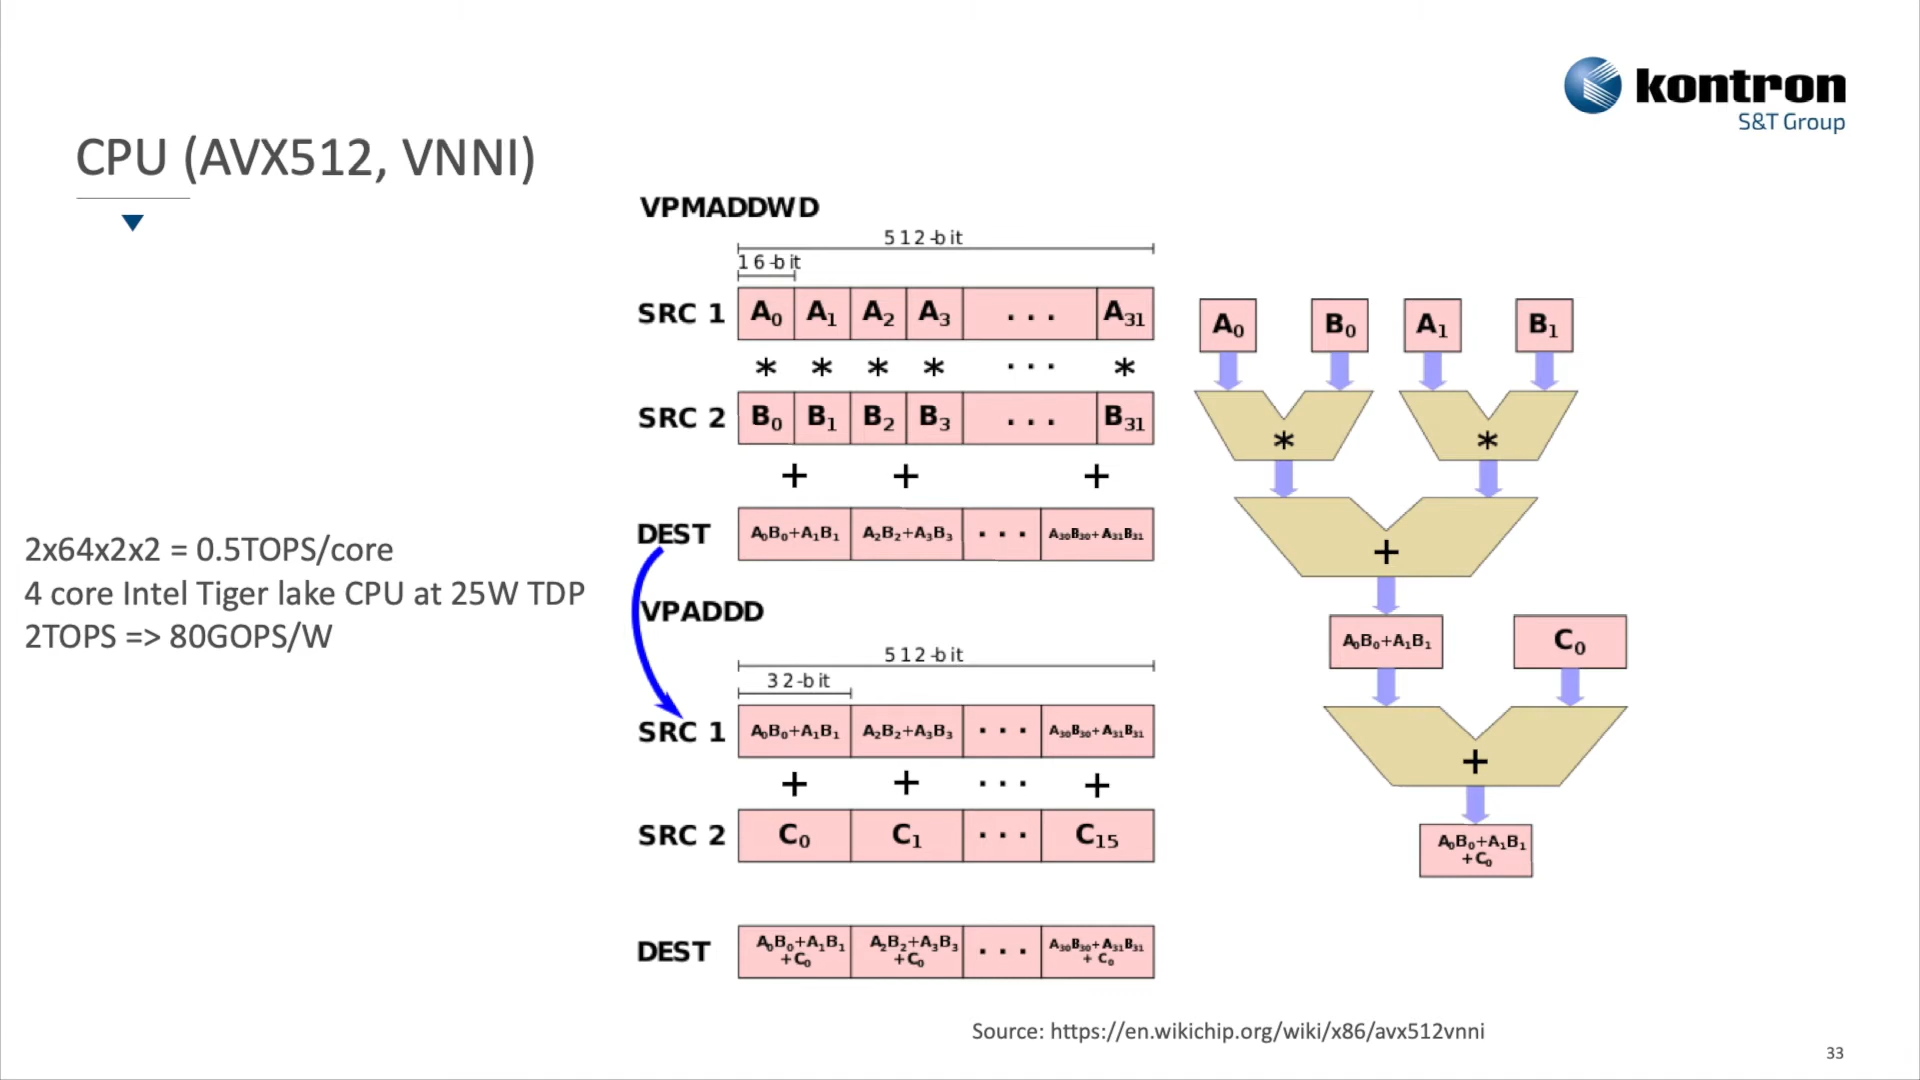 kontron
S&T Group
CPU (AVX512, VNNI)
2x64x2x2 = 0.5TOPS/core
4 core Intel Tiger lake CPU at 25W TDP
2TOPS => 80GOPS/W
VPMADDWD
512-bit
16-bit
SRC 1 A₀ A₁ A₂ A₃ ... A₃₁
* * * * ... *
SRC 2 B₀ B₁ B₂ B₃ ... B₃₁
+ + +
DEST A₀B₀+A₁B₁ A₂B₂+A₃B₃ ... A₃₀B₃₀+A₃₁B₃₁
VPADDD
512-bit
32-bit
SRC 1 A₀B₀+A₁B₁ A₂B₂+A₃B₃ ... A₃₀B₃₀+A₃₁B₃₁
+ + ... +
SRC 2 C₀ C₁ ... C₁₅
DEST A₀B₀+A₁B₁ +C₀ A₂B₂+A₃B₃ +C₀ ... A₃₀B₃₀+A₃₁B₃₁ + C₀
A₀ B₀ A₁ B₁
* *
+
A₀B₀+A₁B₁ C₀
+
A₀B₀+A₁B₁
+C₀
Source: https://en.wikichip.org/wiki/x86/avx512vnni
33